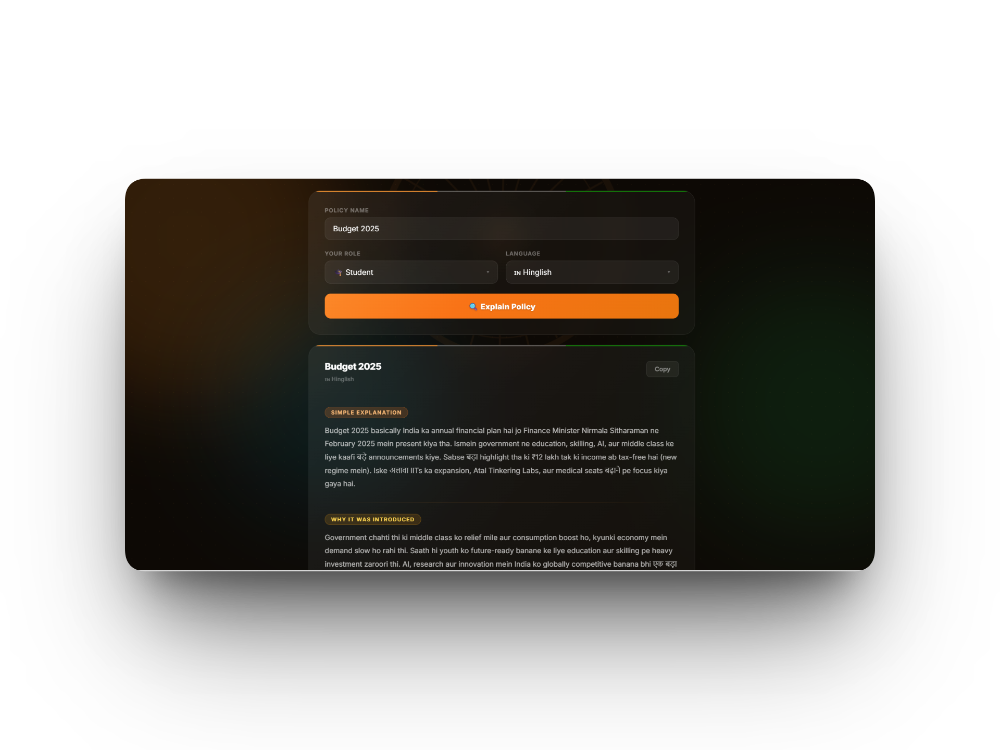 POLICY NAME
Budget 2025
YOUR ROLE
LANGUAGE
Student
IN Hinglish
Explain Policy
Budget 2025
Copy
IN Hinglish
SIMPLE EXPLANATION
Budget 2025 basically India ka annual financial plan hai jo Finance Minister Nirmala Sitharaman ne
February 2025 mein present kiya tha. Ismein government ne education, skilling, AI, aur middle class ke
liye kaafi बड़े announcements kiye. Sabse बड़ा highlight tha ki ₹12 lakh tak ki income ab tax-free hai (new
regime mein). Iske अलावा IITs ka expansion, Atal Tinkering Labs, aur medical seats बढ़ाने pe focus kiya
gaya hai.
WHY IT WAS INTRODUCED
Government chahti thi ki middle class ko relief mile aur consumption boost ho, kyunki economy mein
demand slow ho rahi thi. Saath hi youth ko future-ready banane ke liye education aur skilling pe heavy
investment zaroori thi. AI, research aur innovation mein India ko globally competitive banana bhi एक बड़ा